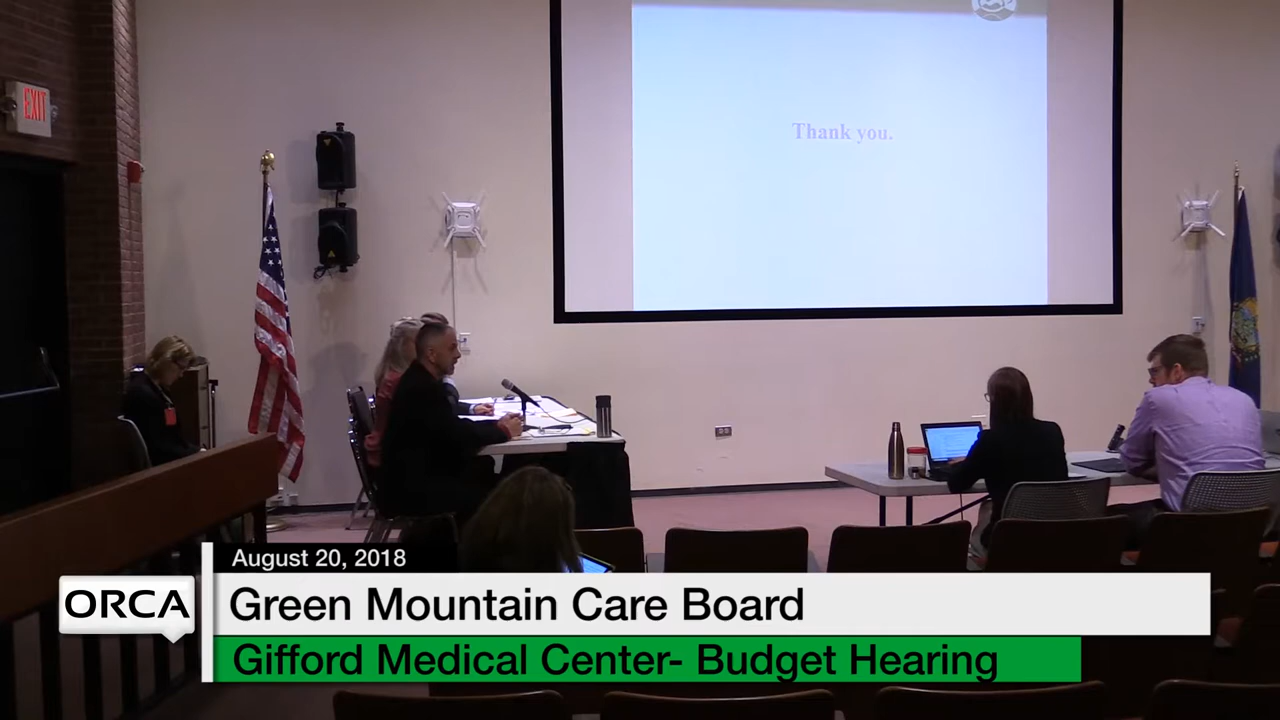 EXIT
Thank you.
August 20, 2018
ORCA
Green Mountain Care Board
Gifford Medical Center- Budget Hearing